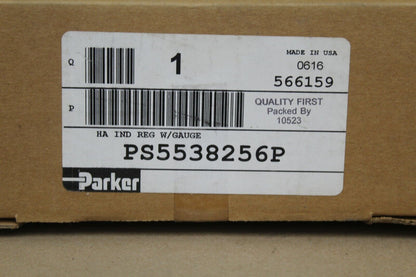 Q
1
MADE IN USA
0616
566159
P
QUALITY FIRST
Packed By
10523
HA IND REG W/GAUGE
PS5538256P
Parker